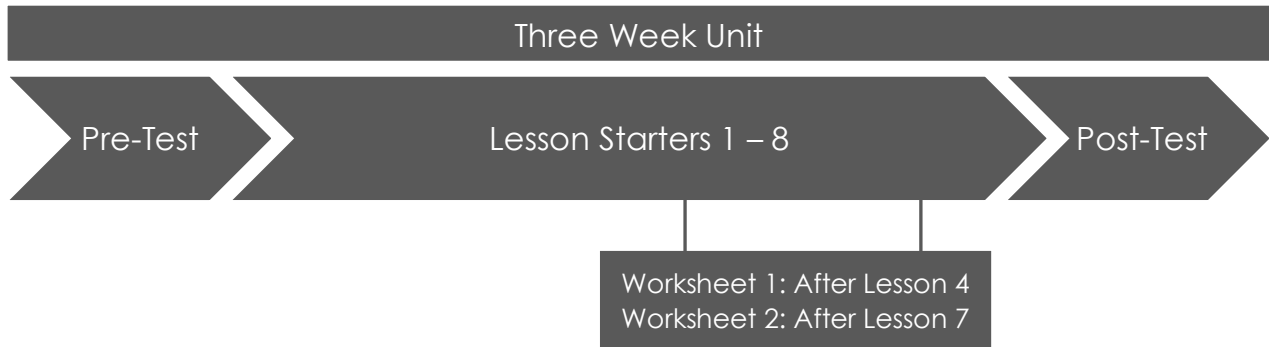 Three Week Unit
Pre-Test
Lesson Starters 1 – 8
Post-Test
Worksheet 1: After Lesson 4
Worksheet 2: After Lesson 7